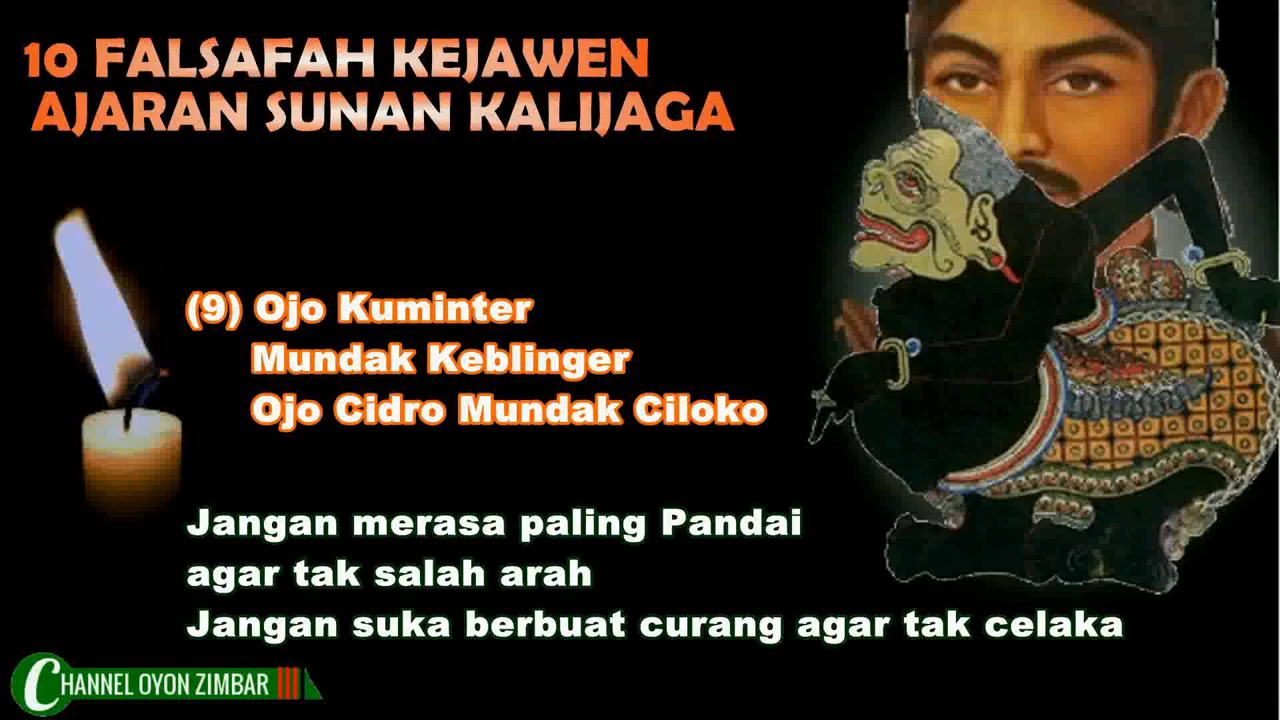 10 FALSAFAH KEJAWEN
AJARAN SUNAN KALIJAGA
(9) Ojo Kuminter
Mundak Keblinger
Ojo Cidro Mundak Ciloko
Jangan merasa paling Pandai
agar tak salah arah
Jangan suka berbuat curang agar tak celaka
CHANNEL OYON ZIMBAR